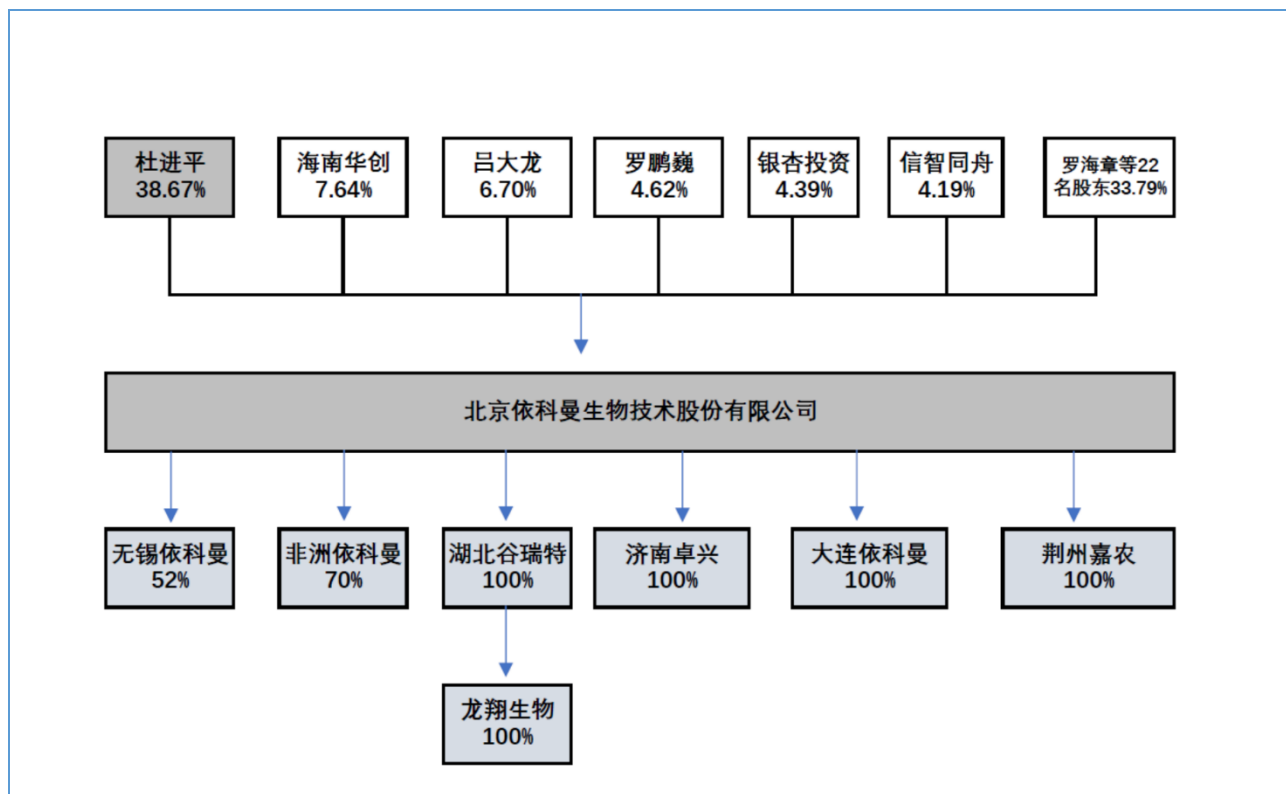 杜进平
38.67%
海南华创
7.64%
吕大龙
6.70%
罗鹏巍
4.62%
银杏投资
4.39%
信智同舟
4.19%
罗海章等22
名股东33.79%
北京依科曼生物技术股份有限公司
无锡依科曼
52%
非洲依科曼
70%
湖北谷瑞特
100%
济南卓兴
100%
大连依科曼
100%
荆州嘉农
100%
龙翔生物
100%